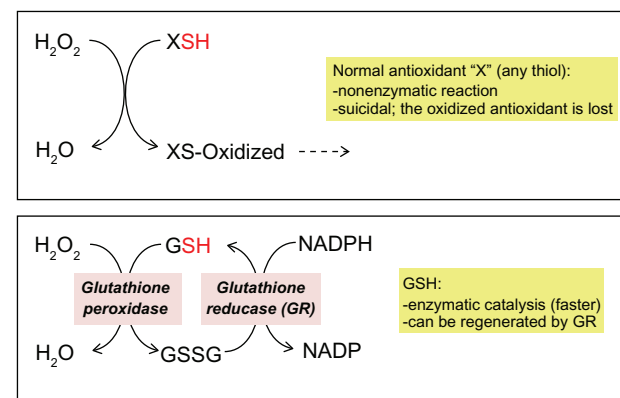 H₂O₂
XSH
Normal antioxidant “X” (any thiol):
-nonenzymatic reaction
-suicidal; the oxidized antioxidant is lost
H₂O
XS-Oxidized
H₂O₂
GSH
NADPH
Glutathione
peroxidase
Glutathione
reducase (GR)
GSH:
-enzymatic catalysis (faster)
-can be regenerated by GR
H₂O
GSSG
NADP